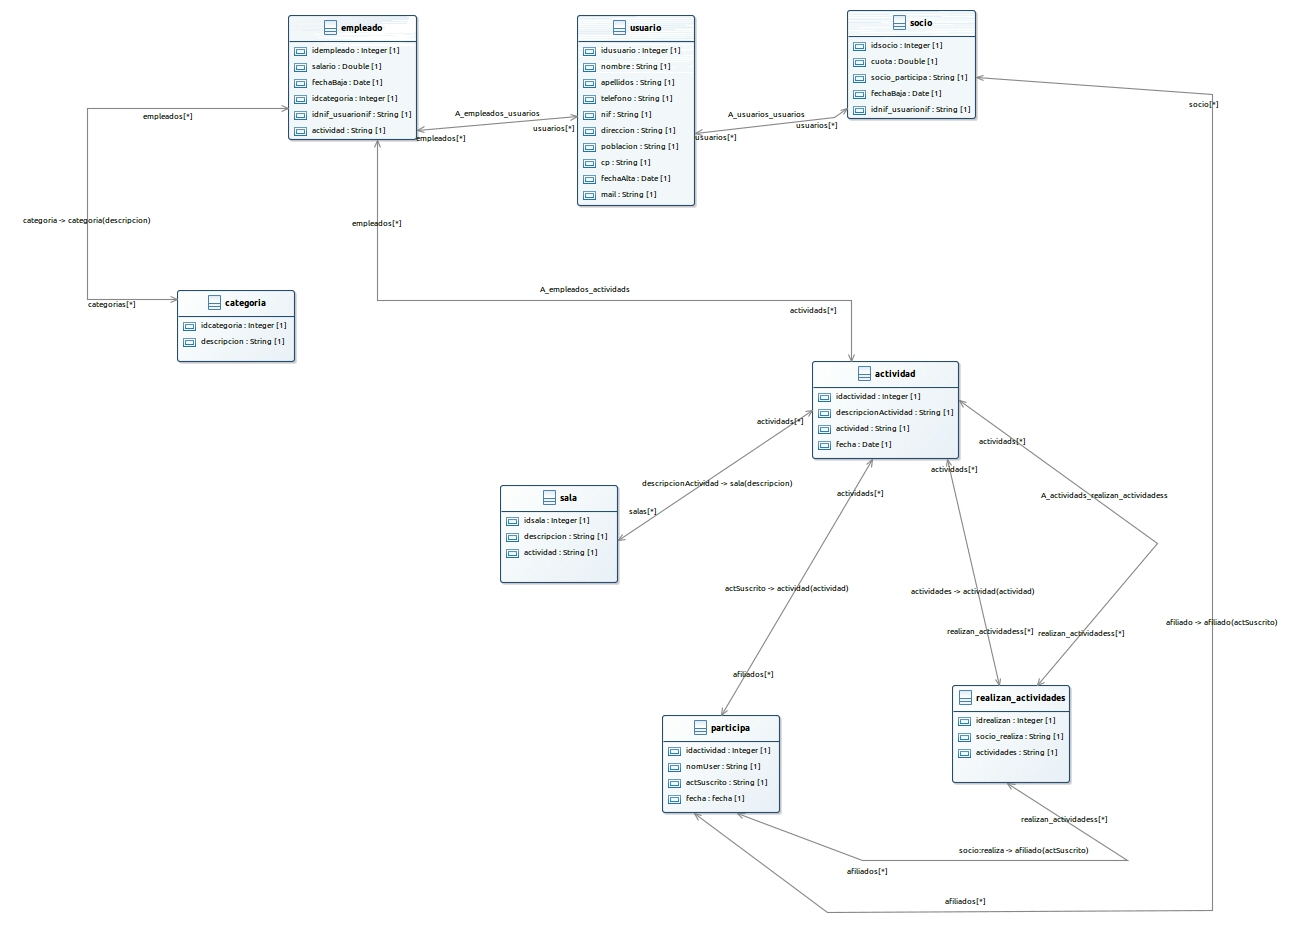 empleado
idempleado : Integer [1]
salario : Double [1]
fechaBaja : Date [1]
idcategoria : Integer [1]
idnif_usuarionif : String [1]
actividad : String [1]
usuario
idusuario : Integer [1]
nombre : String [1]
apellidos : String [1]
telefono : String [1]
nif : String [1]
direccion : String [1]
poblacion : String [1]
cp : String [1]
fechaAlta : Date [1]
mail : String [1]
socio
idsocio : Integer [1]
cuota : Double [1]
socio_participa : String [1]
fechaBaja : Date [1]
idnif_usuarionif : String [1]
socio[*]
empleados[*]
A_empleados_usuarios
usuarios[*]
empleados[*]
A_usuarios_usuarios
usuarios[*]
usuarios[*]
categoria -> categoria(descripcion)
empleados[*]
categorias[*]
categoria
idcategoria : Integer [1]
descripcion : String [1]
A_empleados_actividads
actividads[*]
actividad
idactividad : Integer [1]
descripcionActividad : String [1]
actividad : String [1]
fecha : Date [1]
actividads[*]
actividads[*]
actividads[*]
actividads[*]
descripcionActividad -> sala(descripcion)
A_actividads_realizan_actividadess
salas[*]
sala
idsala : Integer [1]
descripcion : String [1]
actividad : String [1]
actSuscrito -> actividad(actividad)
actividades -> actividad(actividad)
afiliado -> afiliado(actSuscrito)
realizan_actividadess[*]
realizan_actividadess[*]
afiliados[*]
participa
idactividad : Integer [1]
nomUser : String [1]
actSuscrito : String [1]
fecha : fecha [1]
realizan_actividades
idrealizan : Integer [1]
socio_realiza : String [1]
actividades : String [1]
realizan_actividadess[*]
socio:realiza -> afiliado(actSuscrito)
afiliados[*]
afiliados[*]